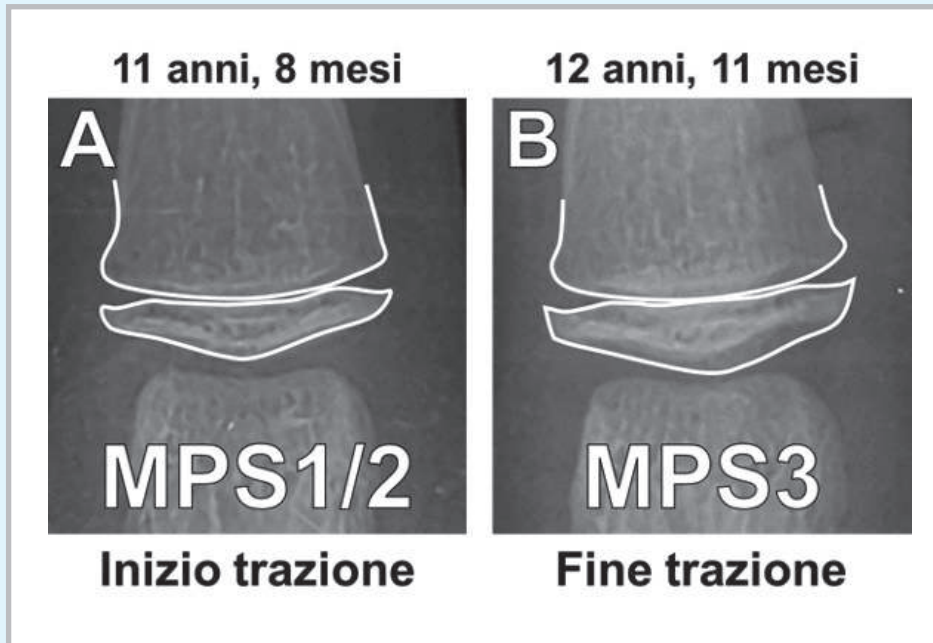 11 anni, 8 mesi
12 anni, 11 mesi
A
B
MPS1/2
MPS3
Inizio trazione
Fine trazione